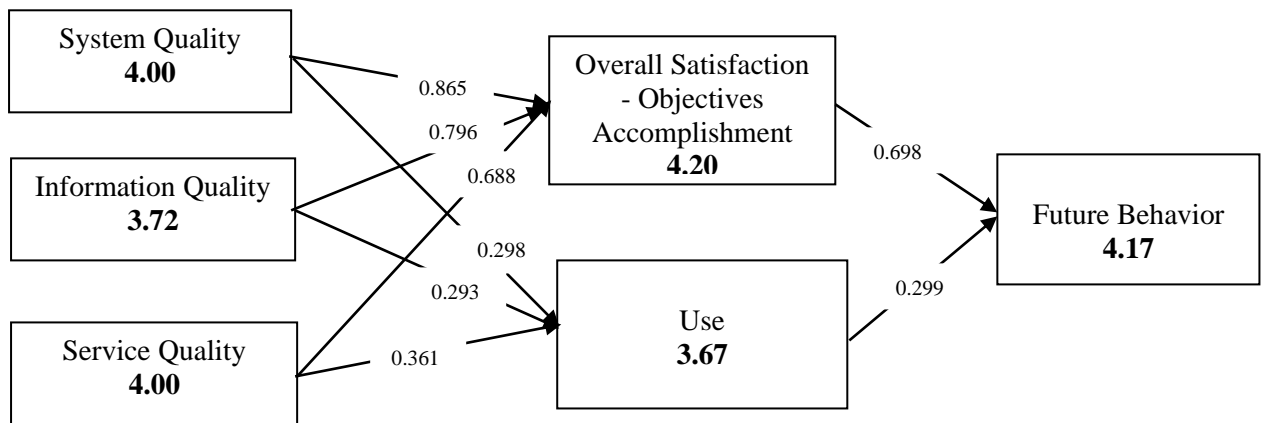 System Quality
4.00
Information Quality
3.72
Service Quality
4.00
0.865
0.796
0.688
0.298
0.293
0.361
Overall Satisfaction
- Objectives
Accomplishment
4.20
Use
3.67
0.698
0.299
Future Behavior
4.17